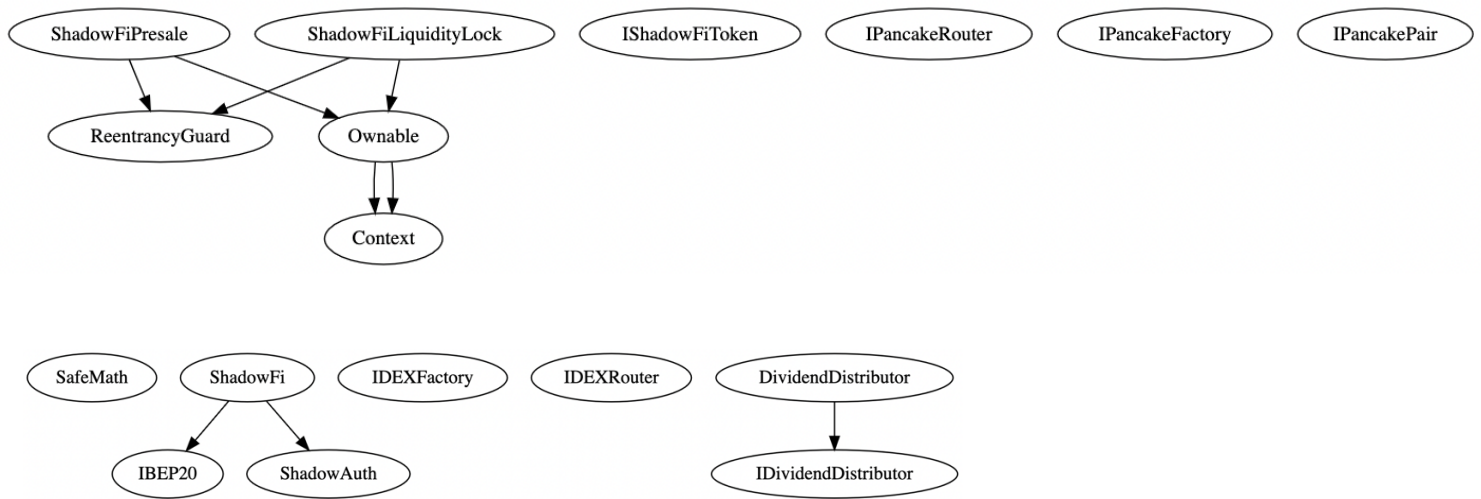 ShadowFiPresale
ShadowFiLiquidityLock
IShadowFiToken
IPancakeRouter
IPancakeFactory
IPancakePair
ReentrancyGuard
Ownable
Context
SafeMath
ShadowFi
IDEXFactory
IDEXRouter
DividendDistributor
IBEP20
ShadowAuth
IDividendDistributor